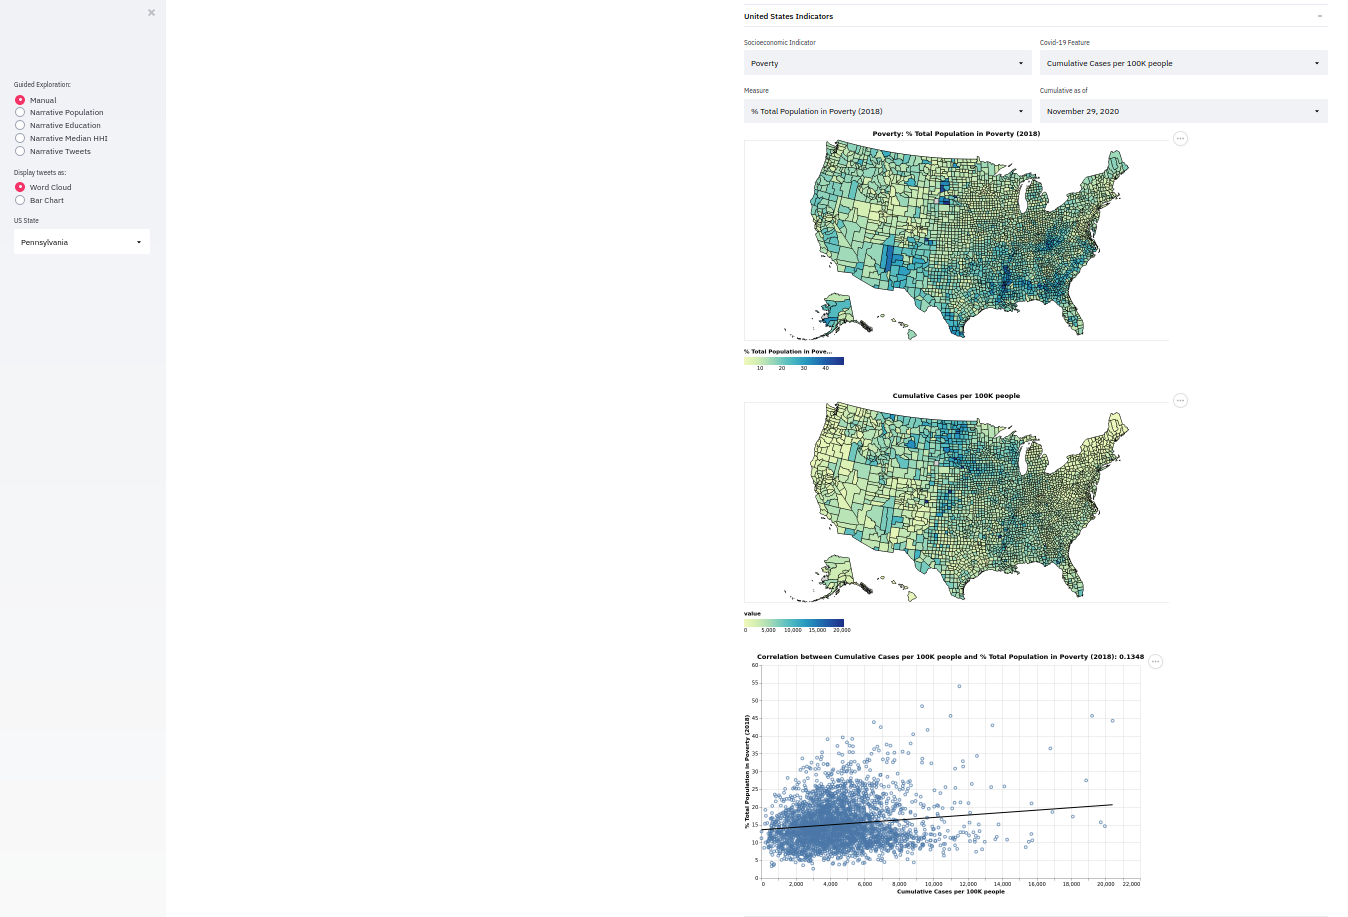 ×
Guided Exploration:
Manual
Narrative Population
Narrative Education
Narrative Median HHI
Narrative Tweets
Display tweets as:
Word Cloud
Bar Chart
US State
Pennsylvania
United States Indicators
Socioeconomic Indicator
Covid-19 Feature
Poverty
Cumulative Cases per 100K people
Measure
Cumulative as of
% Total Population in Poverty (2018)
November 29, 2020
Poverty: % Total Population in Poverty (2018)
% Total Population in Pove...
10 20 30 40
Cumulative Cases per 100K people
value
0 5,000 10,000 15,000 20,000
Correlation between Cumulative Cases per 100K people and % Total Population in Poverty (2018): 0.1348
% Total Population in Poverty (2018)
60
55
50
45
40
35
30
25
20
15
10
5
0
0 2,000 4,000 6,000 8,000 10,000 12,000 14,000 16,000 18,000 20,000 22,000
Cumulative Cases per 100K people